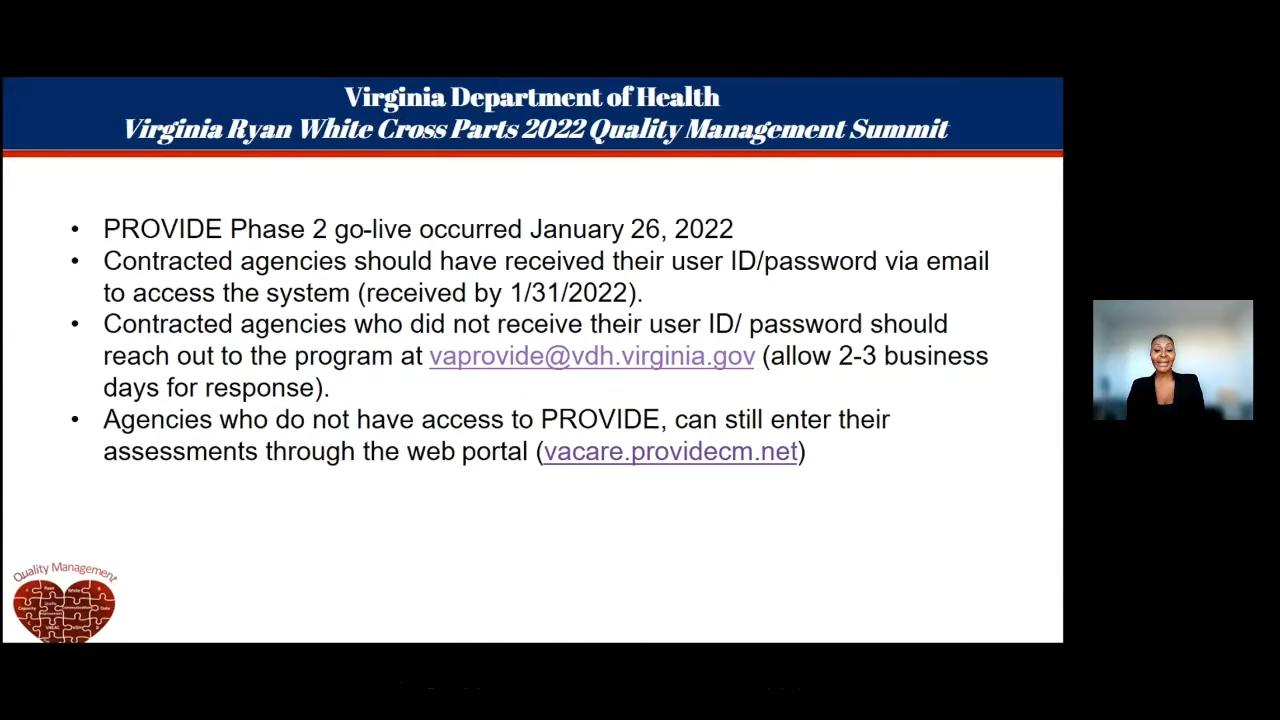 Virginia Department of Health
Virginia Ryan White Cross Parts 2022 Quality Management Summit
• PROVIDE Phase 2 go-live occurred January 26, 2022
• Contracted agencies should have received their user ID/password via email
to access the system (received by 1/31/2022).
• Contracted agencies who did not receive their user ID/ password should
reach out to the program at vaprovide@vdh.virginia.gov (allow 2-3 business
days for response).
• Agencies who do not have access to PROVIDE, can still enter their
assessments through the web portal (vacare.providecm.net)
Quality Management
Ryan White
Capacity
Data